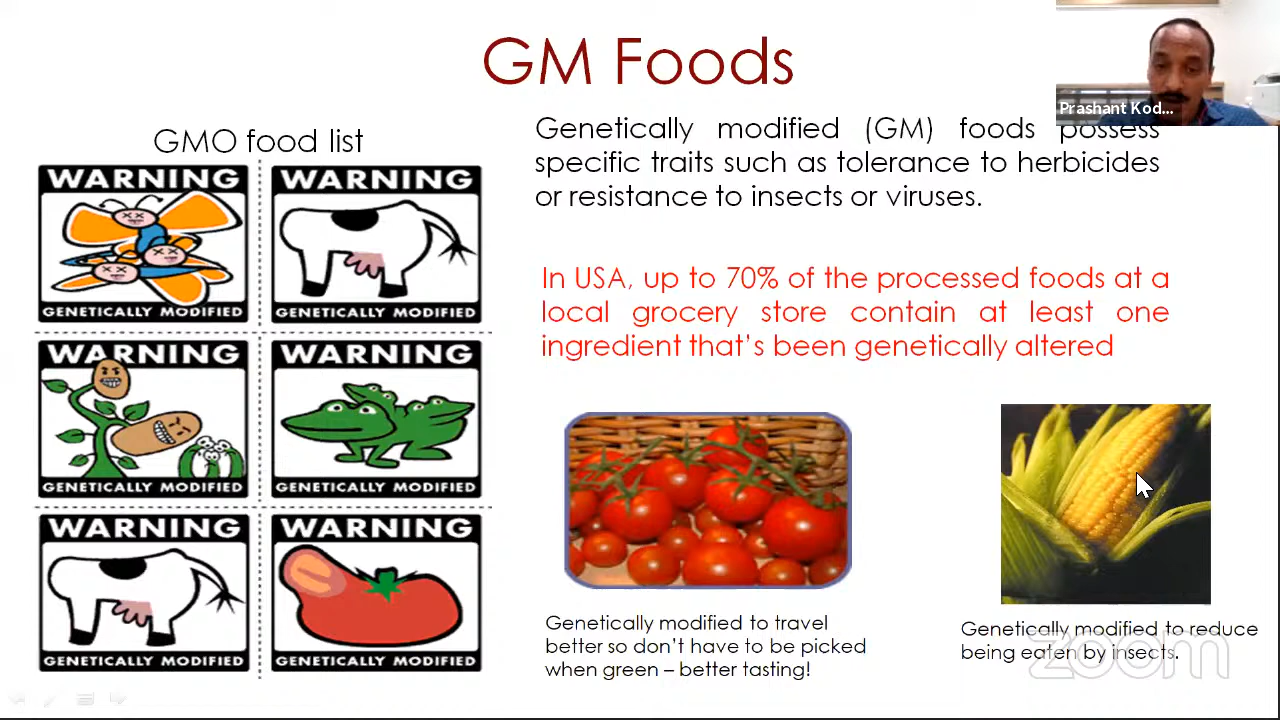 GM Foods
Prashant Kod...
GMO food list
WARNING
GENETICALLY MODIFIED
WARNING
GENETICALLY MODIFIED
WARNING
GENETICALLY MODIFIED
WARNING
GENETICALLY MODIFIED
WARNING
GENETICALLY MODIFIED
WARNING
GENETICALLY MODIFIED
Genetically modified (GM) foods possess
specific traits such as tolerance to herbicides
or resistance to insects or viruses.
In USA, up to 70% of the processed foods at a
local grocery store contain at least one
ingredient that's been genetically altered
Genetically modified to travel
better so don't have to be picked
when green – better tasting!
Genetically modified to reduce
being eaten by insects.
zoom